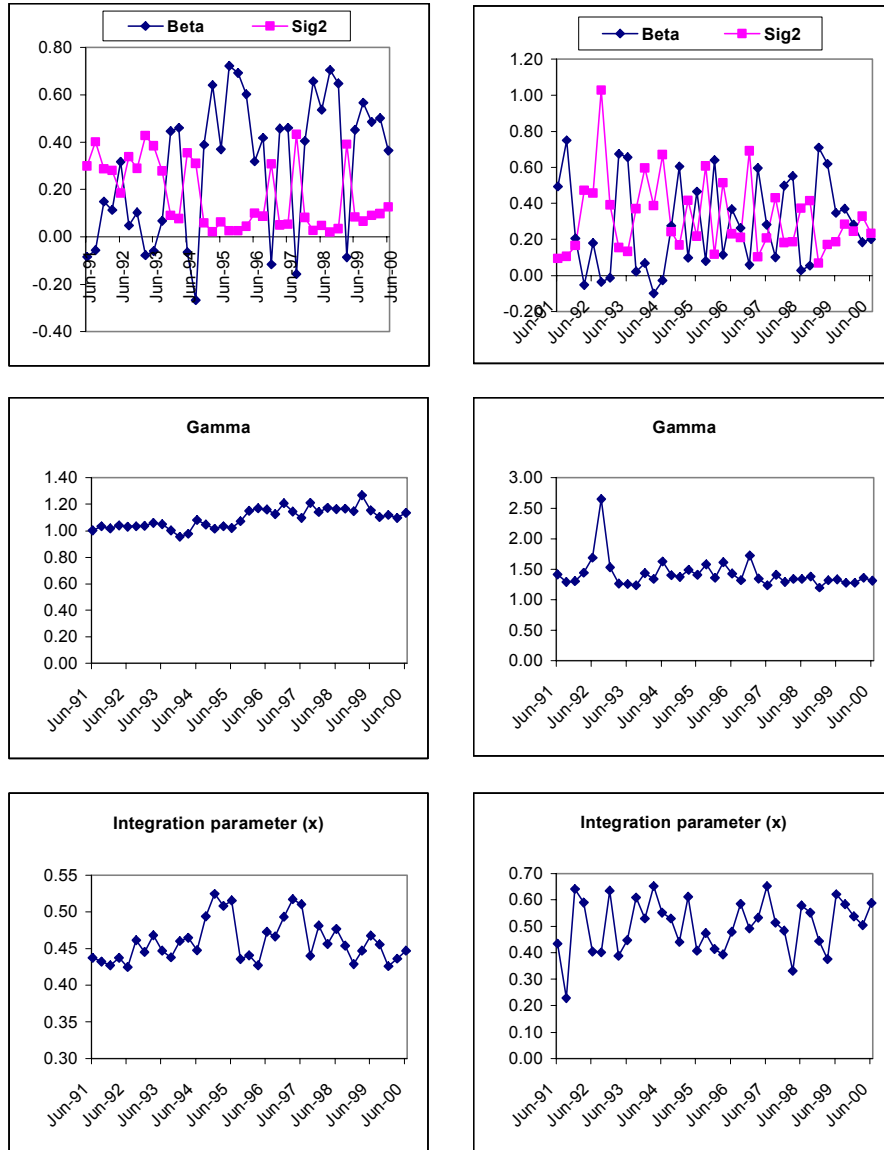 Beta Sig2
0.80
0.60
0.40
0.20
0.00
-0.20
-0.40
Jun-91
Jun-92
Jun-93
Jun-94
Jun-95
Jun-96
Jun-97
Jun-98
Jun-99
Jun-00
Beta Sig2
1.20
1.00
0.80
0.60
0.40
0.20
0.00
-0.20
Jun-91
Jun-92
Jun-93
Jun-94
Jun-95
Jun-96
Jun-97
Jun-98
Jun-99
Jun-00
Gamma
1.40
1.20
1.00
0.80
0.60
0.40
0.20
0.00
Jun-91
Jun-92
Jun-93
Jun-94
Jun-95
Jun-96
Jun-97
Jun-98
Jun-99
Jun-00
Gamma
3.00
2.50
2.00
1.50
1.00
0.50
0.00
Jun-91
Jun-92
Jun-93
Jun-94
Jun-95
Jun-96
Jun-97
Jun-98
Jun-99
Jun-00
Integration parameter (x)
0.55
0.50
0.45
0.40
0.35
0.30
Jun-91
Jun-92
Jun-93
Jun-94
Jun-95
Jun-96
Jun-97
Jun-98
Jun-99
Jun-00
Integration parameter (x)
0.70
0.60
0.50
0.40
0.30
0.20
0.10
0.00
Jun-91
Jun-92
Jun-93
Jun-94
Jun-95
Jun-96
Jun-97
Jun-98
Jun-99
Jun-00